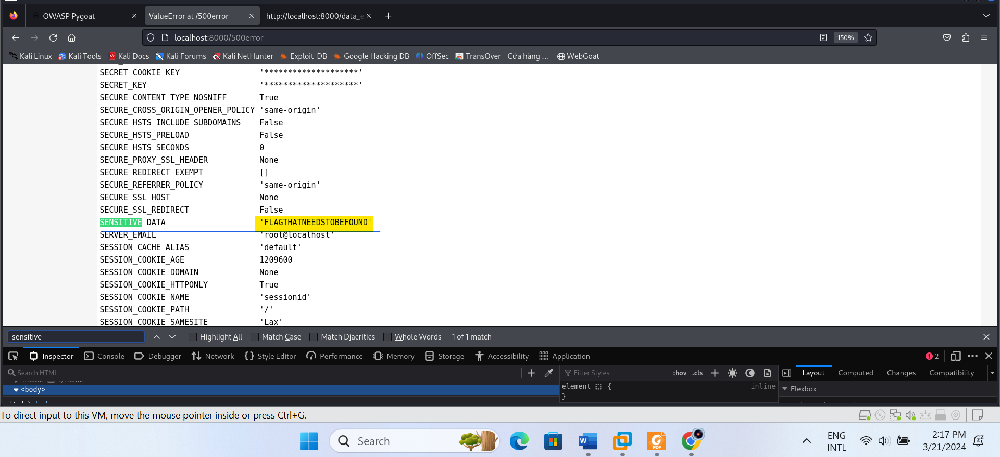 OWASP Pygoat
ValueError at /500error
http://localhost:8000/data_e
localhost:8000/500error
150%
Kali Linux Kali Tools Kali Docs Kali Forums Kali NetHunter Exploit-DB Google Hacking DB OffSec TransOver - Cửa hàng ... WebGoat
SECRET_COOKIE_KEY '********************'
SECRET_KEY '********************'
SECURE_CONTENT_TYPE_NOSNIFF True
SECURE_CROSS_ORIGIN_OPENER_POLICY 'same-origin'
SECURE_HSTS_INCLUDE_SUBDOMAINS False
SECURE_HSTS_PRELOAD False
SECURE_HSTS_SECONDS 0
SECURE_PROXY_SSL_HEADER None
SECURE_REDIRECT_EXEMPT []
SECURE_REFERRER_POLICY 'same-origin'
SECURE_SSL_HOST None
SECURE_SSL_REDIRECT False
SENSITIVE_DATA 'FLAGTHATNEEDSTOBEFOUND'
SERVER_EMAIL 'root@localhost'
SESSION_CACHE_ALIAS 'default'
SESSION_COOKIE_AGE 1209600
SESSION_COOKIE_DOMAIN None
SESSION_COOKIE_HTTPONLY True
SESSION_COOKIE_NAME 'sessionid'
SESSION_COOKIE_PATH '/'
SESSION_COOKIE_SAMESITE 'Lax'
sensitive Highlight All Match Case Match Diacritics Whole Words 1 of 1 match
Inspector Console Debugger Network Style Editor Performance Memory Storage Accessibility Application 2
Search HTML Filter Styles :hov .cls Layout Computed Changes Compatibility
<body>
element { inline
}
Flexbox
To direct input to this VM, move the mouse pointer inside or press Ctrl+G.
Search
ENG
INTL
2:17 PM
3/21/2024